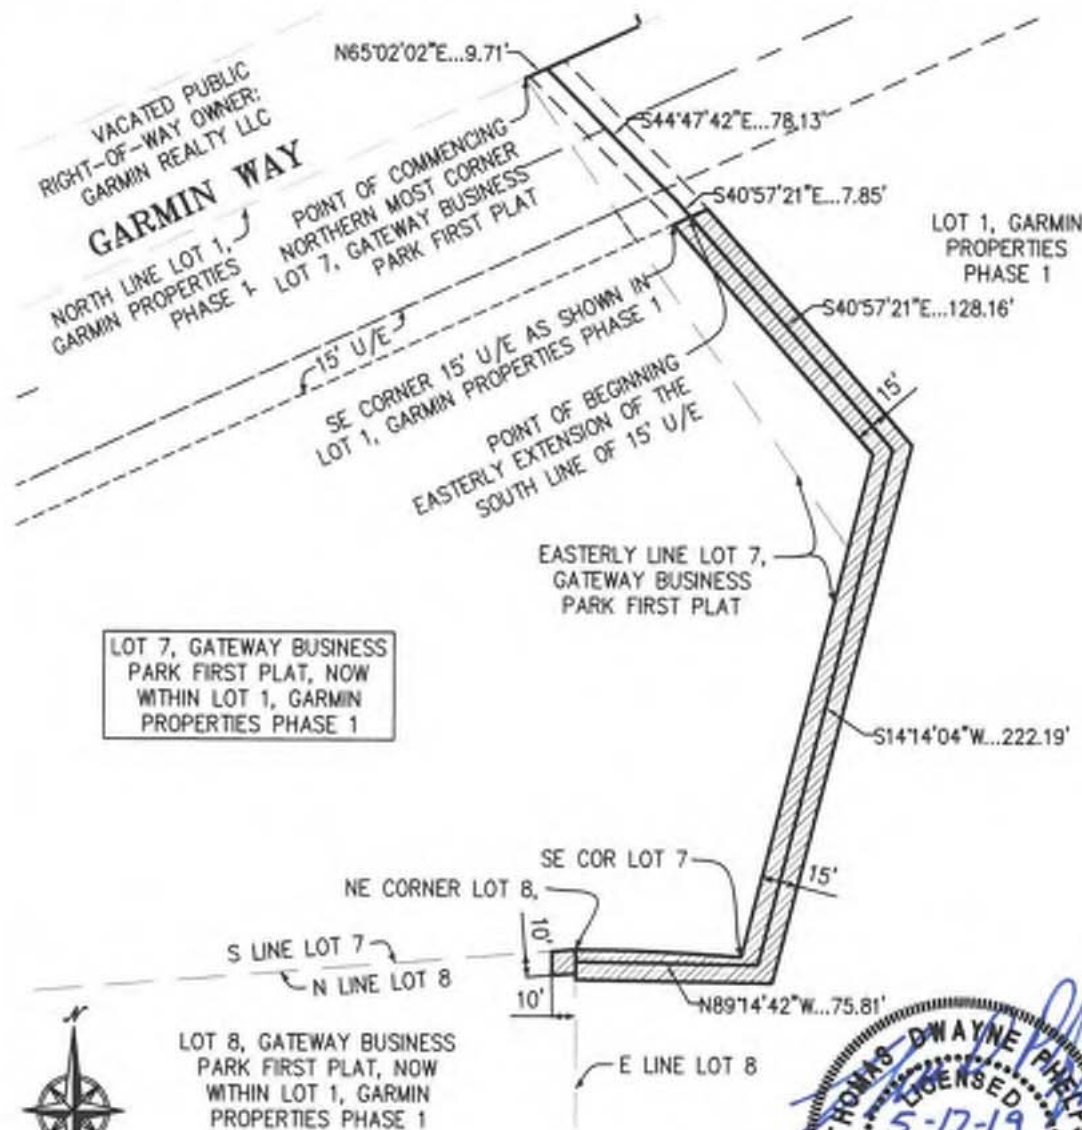 N65°02'02"E...9.71'
VACATED PUBLIC
RIGHT-OF-WAY OWNER:
GARMIN REALTY LLC
GARMIN WAY
NORTH LINE LOT 1,
GARMIN PROPERTIES
PHASE 1
POINT OF COMMENCING
NORTHERN MOST CORNER
LOT 7, GATEWAY BUSINESS
PARK FIRST PLAT
S44°47'42"E...78.13'
S40°57'21"E...7.85'
LOT 1, GARMIN
PROPERTIES
PHASE 1
S40°57'21"E...128.16'
15' U/E
SE CORNER 15' U/E AS SHOWN IN
LOT 1, GARMIN PROPERTIES PHASE 1
POINT OF BEGINNING
EASTERLY EXTENSION OF THE
SOUTH LINE OF 15' U/E
15'
EASTERLY LINE LOT 7,
GATEWAY BUSINESS
PARK FIRST PLAT
LOT 7, GATEWAY BUSINESS
PARK FIRST PLAT, NOW
WITHIN LOT 1, GARMIN
PROPERTIES PHASE 1
S14°14'04"W...222.19'
SE COR LOT 7
15'
NE CORNER LOT 8,
10'
S LINE LOT 7
N LINE LOT 8
10'
N89°14'42"W...75.81'
N
LOT 8, GATEWAY BUSINESS
PARK FIRST PLAT, NOW
WITHIN LOT 1, GARMIN
PROPERTIES PHASE 1
E LINE LOT 8
THOMAS DWAYNE PHELP
LICENSED
5-17-19